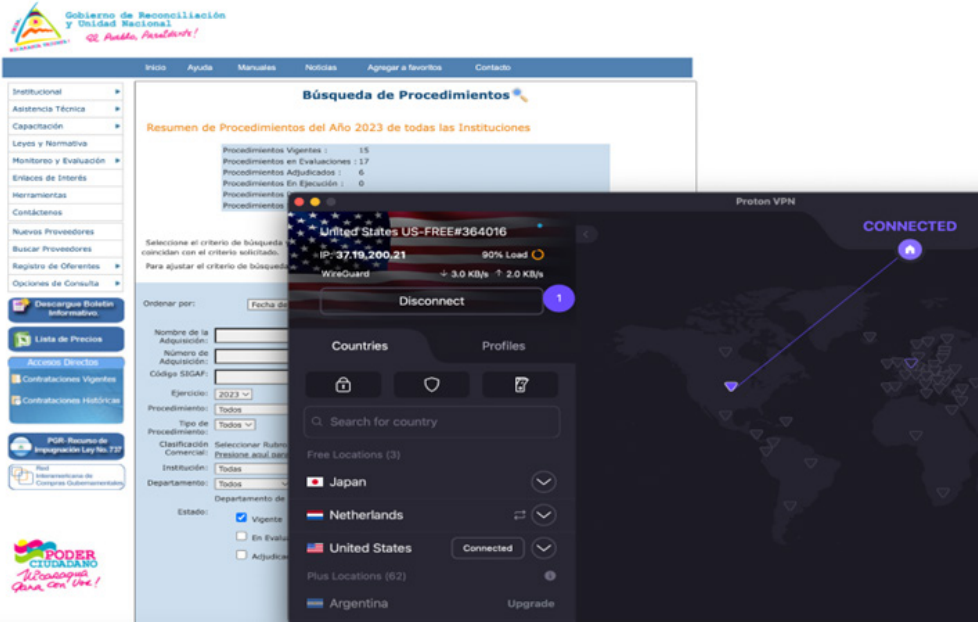 Gobierno de Reconciliación
y Unidad Nacional
El Pueblo, Presidente!
Inicio Ayuda Manuales Noticias Agregar a favoritos Contacto
Institucional
Asistencia Técnica
Capacitación
Leyes y Normativa
Monitoreo y Evaluación
Enlaces de Interés
Herramientas
Contáctenos
Nuevos Proveedores
Buscar Proveedores
Registro de Oferentes
Opciones de Consulta
Descargue Boletin
Informativo
Lista de Precios
Accesos Directos
Contrataciones Vigentes
Contrataciones Históricas
PGR- Recurso de
Impugnación Ley No. 737
Red
Interamericana de
Compras Gubernamentales
PODER
CIUDADANO
Nicaragua
Gana con Vos!
Búsqueda de Procedimientos
Resumen de Procedimientos del Año 2023 de todas las Instituciones
Procedimientos Vigentes : 15
Procedimientos en Evaluaciones : 17
Procedimientos Adjudicados : 6
Procedimientos En Ejecución : 0
Procedimientos
Procedimientos
Seleccione el criterio de búsqueda
coincidan con el criterio solicitado.
Para ajustar el criterio de búsqueda
Ordenar por: Fecha de
Nombre de la
Adquisición:
Número de
Adquisición:
Código SIGAF:
Ejercicio: 2023
Procedimiento: Todos
Tipo de
Procedimiento: Todos
Clasificación
Comercial: Seleccionar Rubro
Presione aquí para
Institución: Todas
Departamento: Todos
Departamento de
Estado: Vigente
En Evalu
Adjudica
Proton VPN
United States US-FREE#364016
IP: 37.19.200.21 90% Load
WireGuard ↓ 3.0 KB/s ↑ 2.0 KB/s
Disconnect
1
Countries Profiles
Search for country
Free Locations (3)
Japan
Netherlands
United States Connected
Plus Locations (62)
Argentina Upgrade
CONNECTED